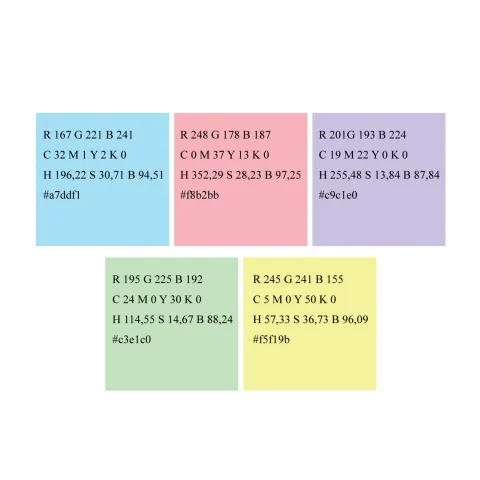 R 167 G 221 B 241
C 32 M 1 Y 2 K 0
H 196,22 S 30,71 B 94,51
#a7ddf1
R 248 G 178 B 187
C 0 M 37 Y 13 K 0
H 352,29 S 28,23 B 97,25
#f8b2bb
R 201G 193 B 224
C 19 M 22 Y 0 K 0
H 255,48 S 13,84 B 87,84
#c9c1e0
R 195 G 225 B 192
C 24 M 0 Y 30 K 0
H 114,55 S 14,67 B 88,24
#c3e1c0
R 245 G 241 B 155
C 5 M 0 Y 50 K 0
H 57,33 S 36,73 B 96,09
#f5f19b